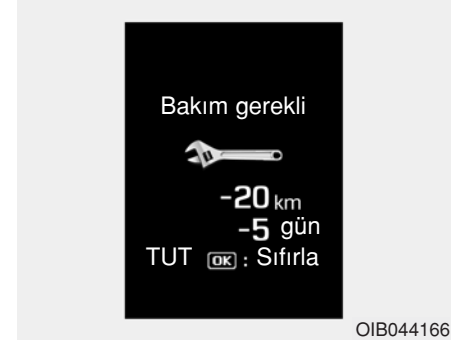 Bakım gerekli
-20 km
-5 gün
TUT OK : Sıfırla
OIB044166